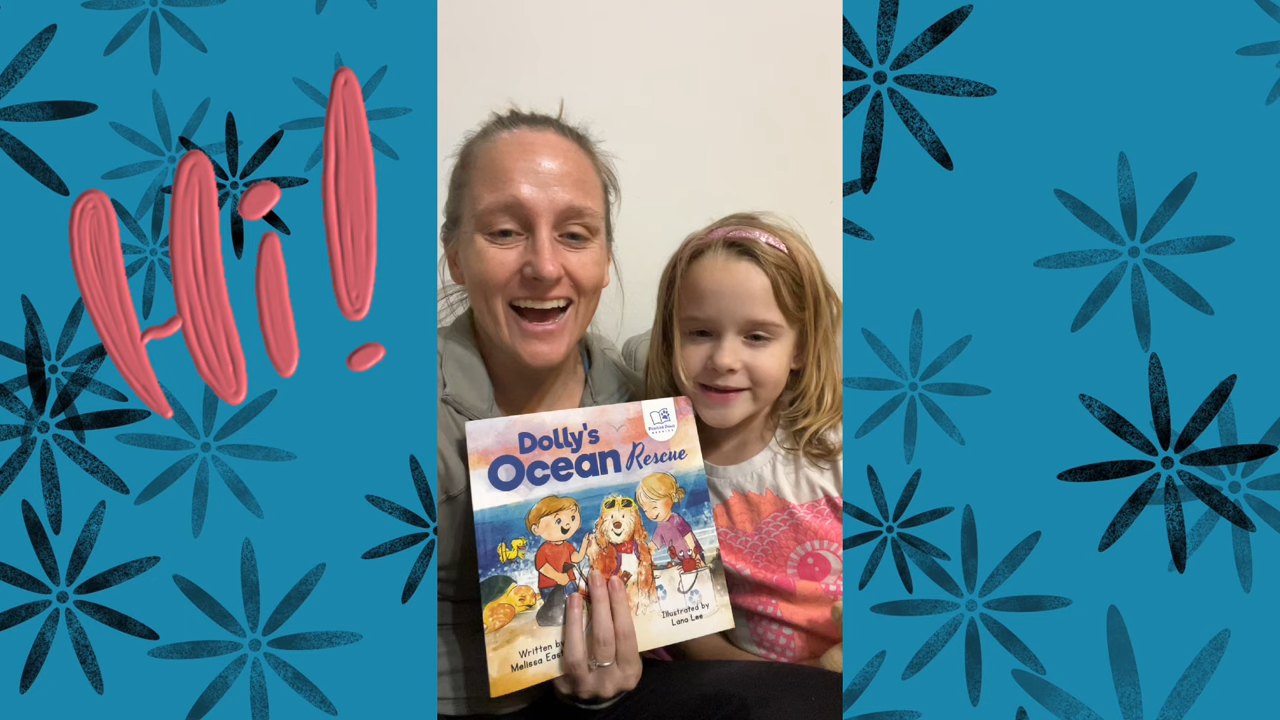 Hi!
Dolly's
Ocean Rescue
Written by
Melissa
Illustrated by
Lana Lee